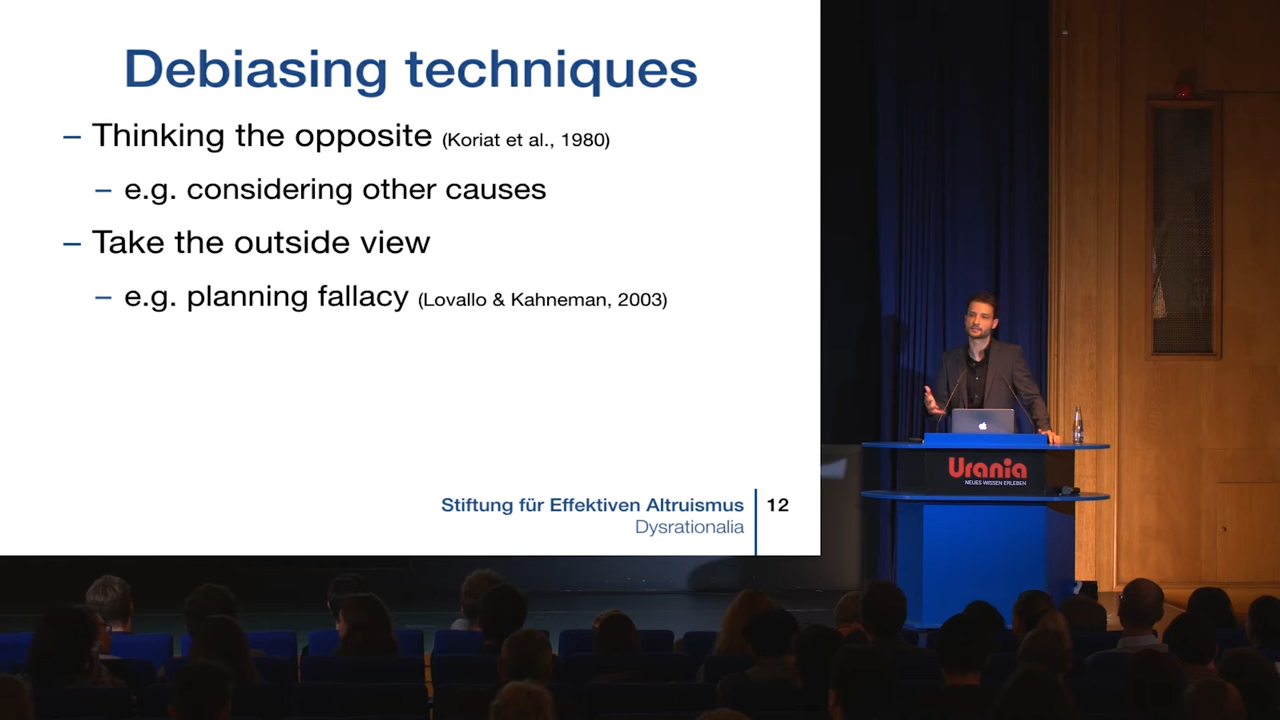 Debiasing techniques
– Thinking the opposite (Koriat et al., 1980)
– e.g. considering other causes
– Take the outside view
– e.g. planning fallacy (Lovallo & Kahneman, 2003)
Stiftung für Effektiven Altruismus 12
Dysrationalia
Urania
NEUES WISSEN ERLEBEN